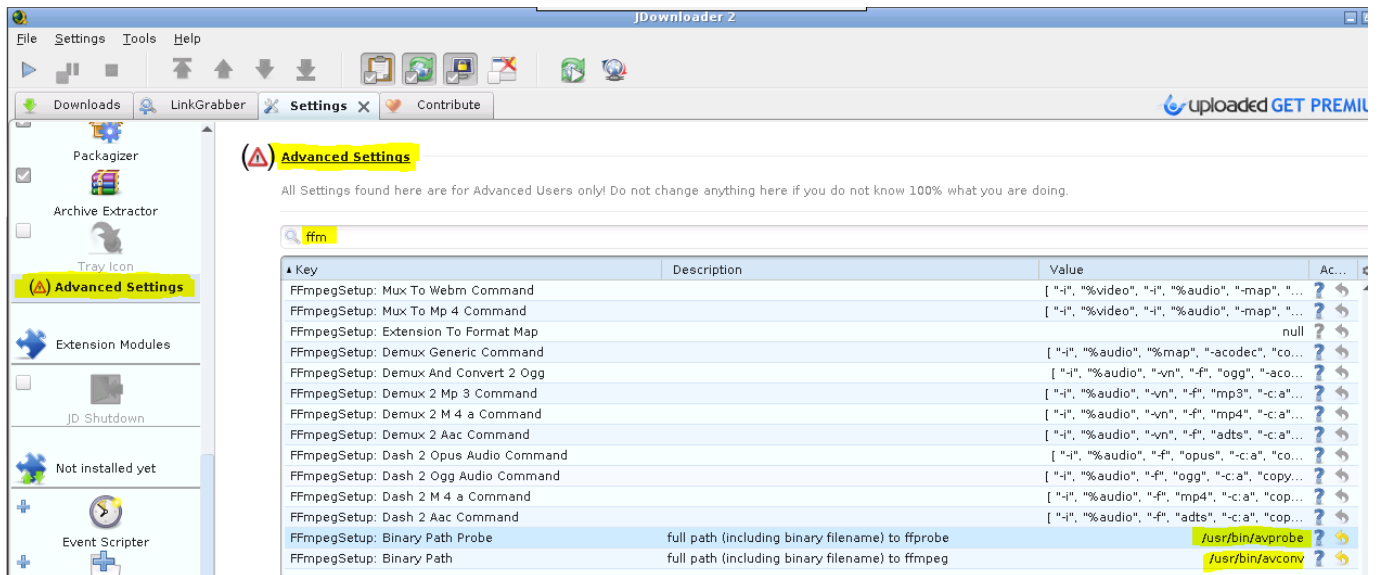 JDownloader 2
File Settings Tools Help
Downloads LinkGrabber Settings X Contribute
uploaded GET PREMIU
Packagizer
Archive Extractor
Tray Icon
Advanced Settings
Extension Modules
JD Shutdown
Not installed yet
Event Scripter
Advanced Settings
All Settings found here are for Advanced Users only! Do not change anything here if you do not know 100% what you are doing.
ffm
Key Description Value Ac...
FFmpegSetup: Mux To Webm Command [ "-i", "%video", "-i", "%audio", "-map", "...
FFmpegSetup: Mux To Mp 4 Command [ "-i", "%video", "-i", "%audio", "-map", "...
FFmpegSetup: Extension To Format Map null
FFmpegSetup: Demux Generic Command [ "-i", "%audio", "%map", "-acodec", "co...
FFmpegSetup: Demux And Convert 2 Ogg [ "-i", "%audio", "-vn", "-f", "ogg", "-aco...
FFmpegSetup: Demux 2 Mp 3 Command [ "-i", "%audio", "-vn", "-f", "mp3", "-c:a"...
FFmpegSetup: Demux 2 M 4 a Command [ "-i", "%audio", "-vn", "-f", "mp4", "-c:a"...
FFmpegSetup: Demux 2 Aac Command [ "-i", "%audio", "-vn", "-f", "adts", "-c:a"...
FFmpegSetup: Dash 2 Opus Audio Command [ "-i", "%audio", "-f", "opus", "-c:a", "co...
FFmpegSetup: Dash 2 Ogg Audio Command [ "-i", "%audio", "-f", "ogg", "-c:a", "copy...
FFmpegSetup: Dash 2 M 4 a Command [ "-i", "%audio", "-f", "mp4", "-c:a", "cop...
FFmpegSetup: Dash 2 Aac Command [ "-i", "%audio", "-f", "adts", "-c:a", "cop...
FFmpegSetup: Binary Path Probe full path (including binary filename) to ffprobe /usr/bin/avprobe
FFmpegSetup: Binary Path full path (including binary filename) to ffmpeg /usr/bin/avconv